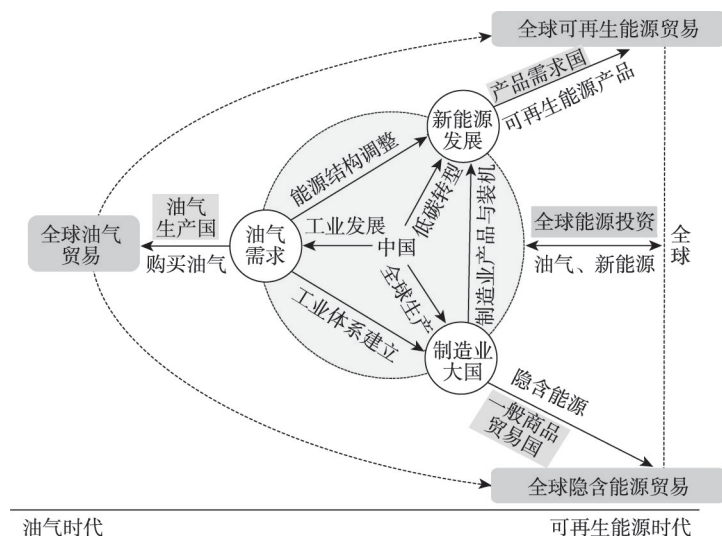 全球可再生能源贸易
产品需求国
可再生能源产品
新能源
发展
能源结构调整
低碳转型
制造业产品与装机
油气
生产国
购买油气
全球油气
贸易
油气
需求
工业发展
中国
全球能源投资
油气、新能源
全球
全球生产
工业体系建立
制造业
大国
隐含能源
一般商品
贸易国
全球隐含能源贸易
油气时代
可再生能源时代